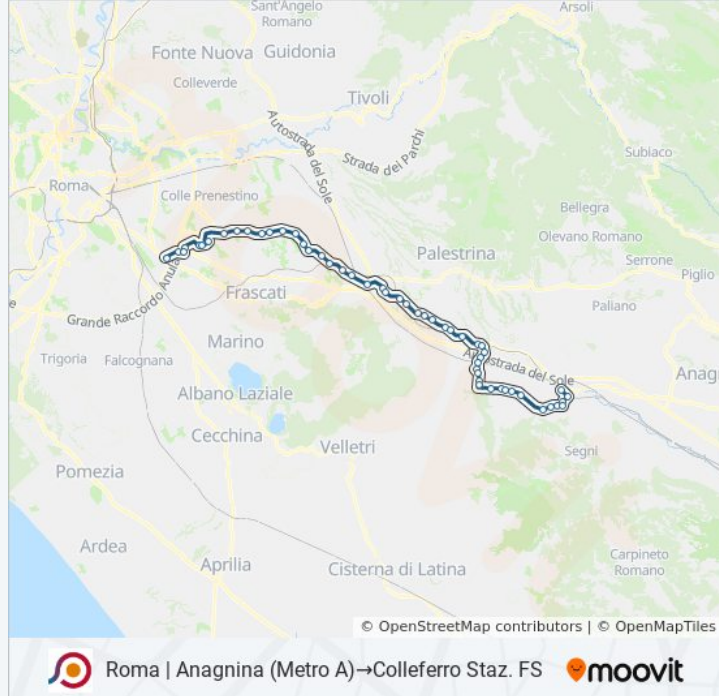 Sant'Angelo
Romano
Arsoli
Fonte Nuova
Guidonia
Colleverde
Tivoli
Autostrada del Sole
Strada dei Parchi
Subiaco
Roma
Colle Prenestino
Bellegra
Olevano Romano
Palestrina
Serrone
Piglio
Frascati
Paliano
Grande Raccordo Anula
Marino
Trigoria
Falcognana
Autostrada del Sole
Anag
Albano Laziale
Cecchina
Velletri
Segni
Pomezia
Ardea
Aprilia
Cisterna di Latina
Carpineto
Romano
© OpenStreetMap contributors | © OpenMapTiles
Roma | Anagnina (Metro A)→Colleferro Staz. FS
moovit